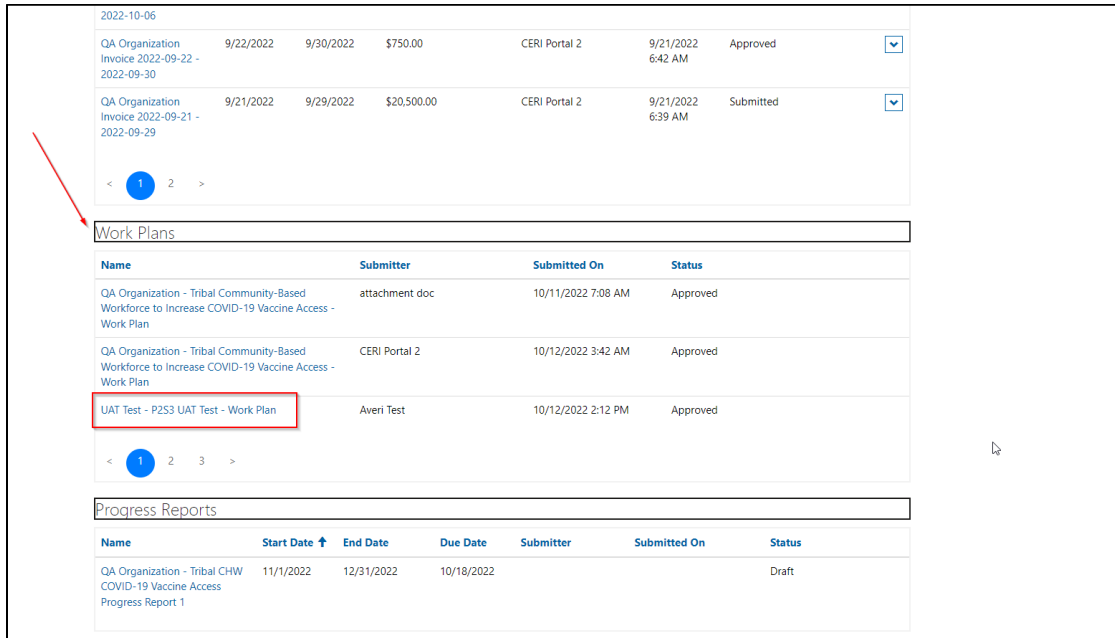 2022-10-06
QA Organization 9/22/2022 9/30/2022 $750.00 CERI Portal 2 9/21/2022 Approved
Invoice 2022-09-22 - 6:42 AM
2022-09-30
QA Organization 9/21/2022 9/29/2022 $20,500.00 CERI Portal 2 9/21/2022 Submitted
Invoice 2022-09-21 - 6:39 AM
2022-09-29
< 1 2 >
Work Plans
Name Submitter Submitted On Status
QA Organization - Tribal Community-Based attachment doc 10/11/2022 7:08 AM Approved
Workforce to Increase COVID-19 Vaccine Access -
Work Plan
QA Organization - Tribal Community-Based CERI Portal 2 10/12/2022 3:42 AM Approved
Workforce to Increase COVID-19 Vaccine Access -
Work Plan
UAT Test - P2S3 UAT Test - Work Plan Averi Test 10/12/2022 2:12 PM Approved
< 1 2 3 >
Progress Reports
Name Start Date End Date Due Date Submitter Submitted On Status
QA Organization - Tribal CHW 11/1/2022 12/31/2022 10/18/2022 Draft
COVID-19 Vaccine Access
Progress Report 1